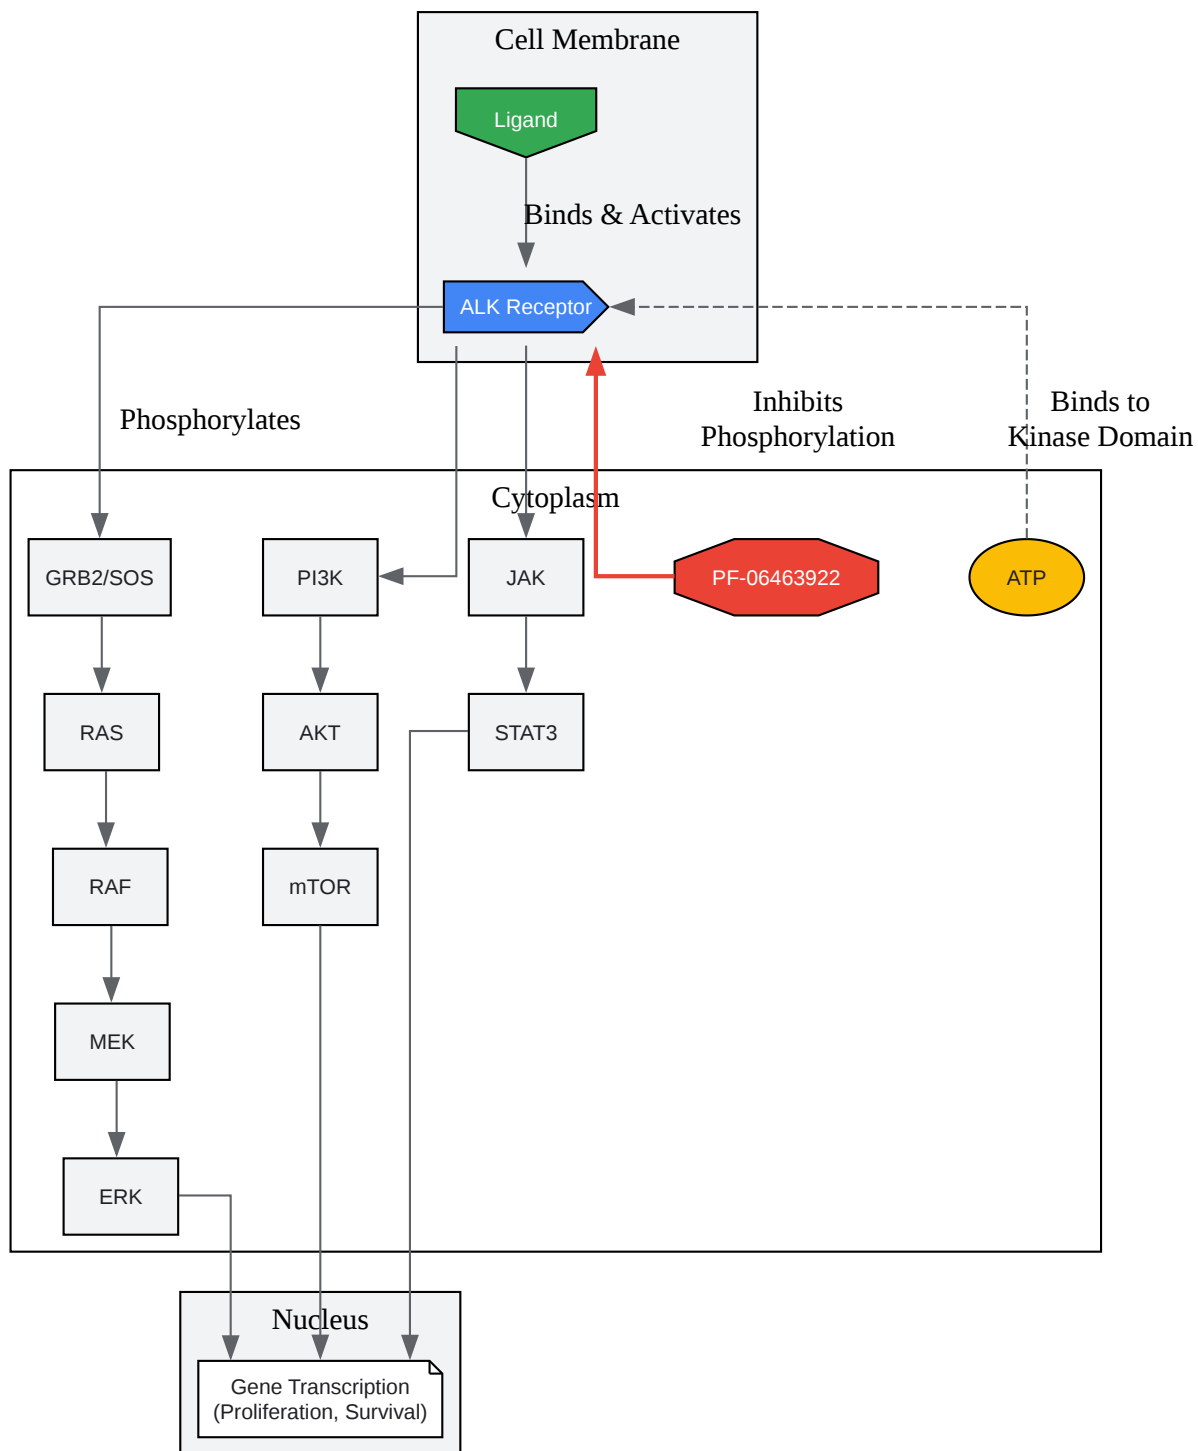 Cell Membrane
Ligand
Binds & Activates
ALK Receptor
Phosphorylates
Inhibits
Phosphorylation
Binds to
Kinase Domain
Cytoplasm
GRB2/SOS
PI3K
JAK
PF-06463922
ATP
RAS
AKT
STAT3
RAF
mTOR
MEK
ERK
Nucleus
Gene Transcription
(Proliferation, Survival)